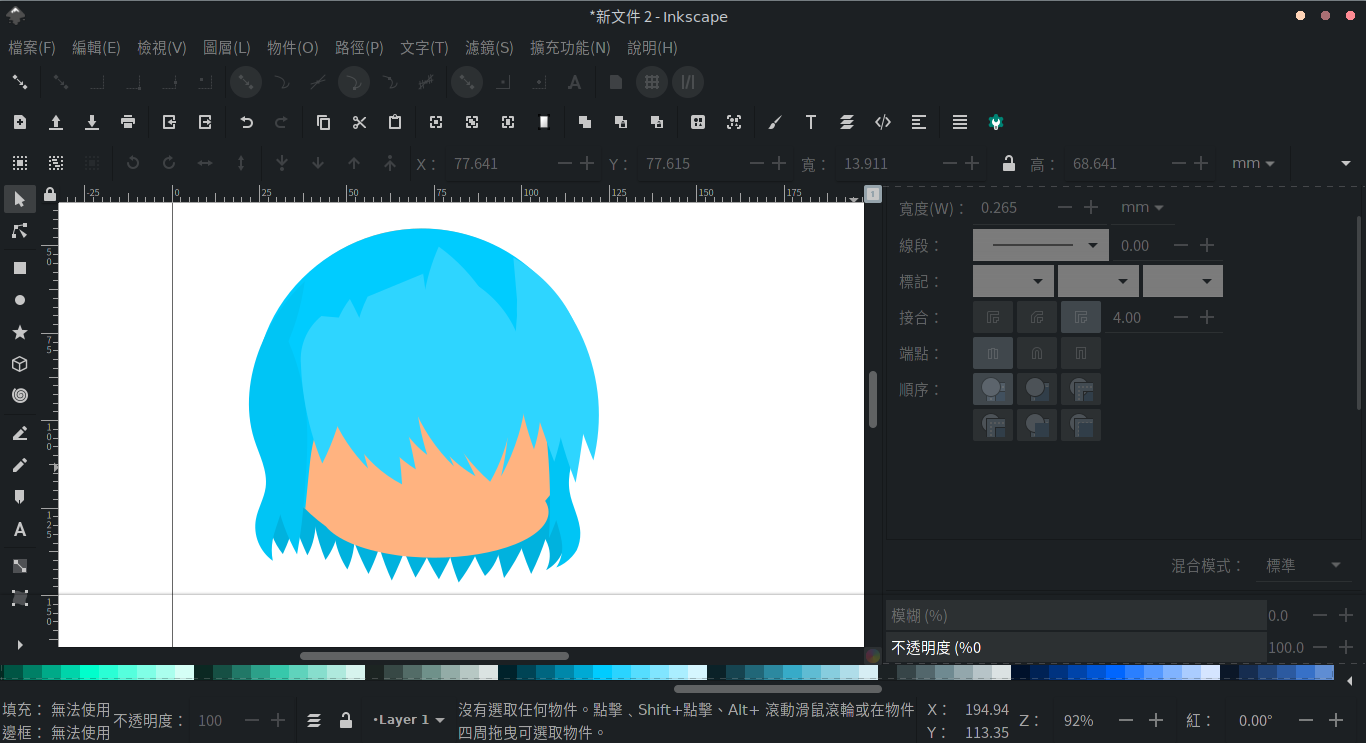 *新文件 2 - Inkscape
檔案(F) 編輯(E) 檢視(V) 圖層(L) 物件(O) 路徑(P) 文字(T) 濾鏡(S) 擴充功能(N) 說明(H)
X： 77.641 Y： 77.615 寬： 13.911 高： 68.641 mm
-25 0 25 50 75 100 125 150 175 1
50
75
100
125
150
寬度(W)： 0.265 mm
線段： 0.00
標記：
接合： 4.00
端點：
順序：
混合模式： 標準
模糊 (%) 0.0
不透明度 (%0 100.0
填充： 無法使用
邊框： 無法使用
不透明度： 100
•Layer 1
沒有選取任何物件。點擊﹑Shift+點擊、Alt+ 滾動滑鼠滾輪或在物件
四周拖曳可選取物件。
X： 194.94
Y： 113.35
Z： 92% 紅： 0.00°